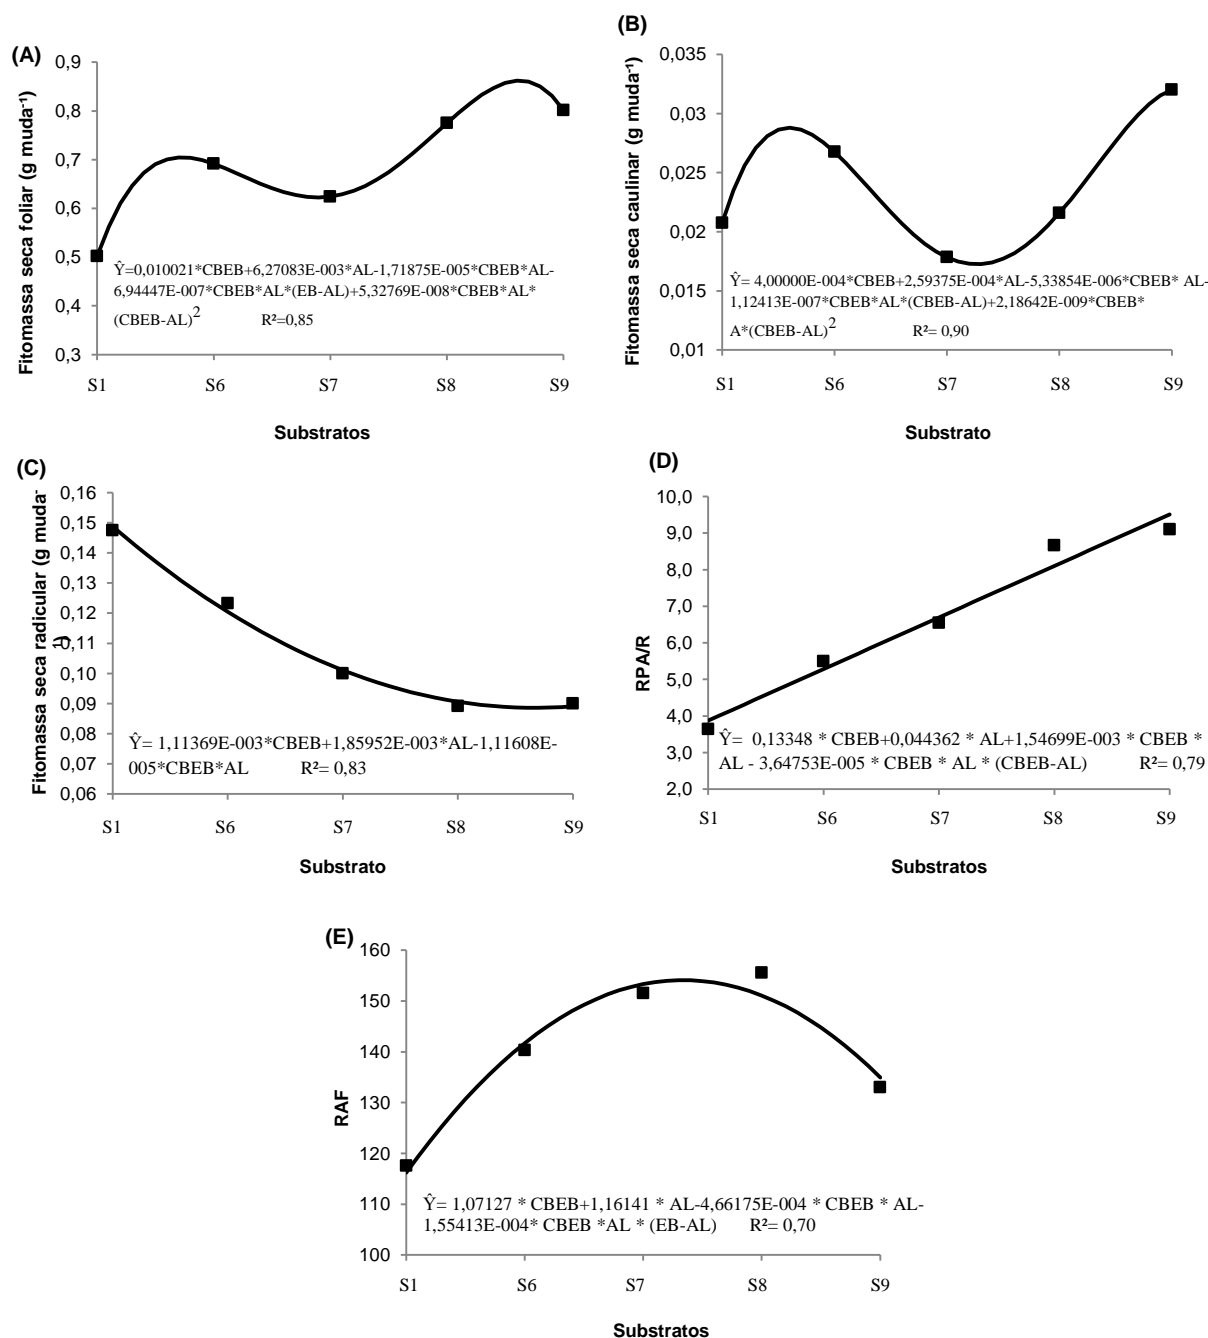 (A)
Fitomassa seca foliar (g muda⁻¹)
0,9
0,8
0,7
0,6
0,5
0,4
0,3
Ŷ=0,010021*CBEB+6,27083E-003*AL-1,71875E-005*CBEB*AL-
6,94447E-007*CBEB*AL*(EB-AL)+5,32769E-008*CBEB*AL*
(CBEB-AL)² R²=0,85
S1 S6 S7 S8 S9
Substratos
(B)
Fitomassa seca caulinar (g muda⁻¹)
0,035
0,03
0,025
0,02
0,015
0,01
Ŷ= 4,00000E-004*CBEB+2,59375E-004*AL-5,33854E-006*CBEB* AL-
1,12413E-007*CBEB*AL*(CBEB-AL)+2,18642E-009*CBEB*
A*(CBEB-AL)² R²= 0,90
S1 S6 S7 S8 S9
Substrato
(C)
Fitomassa seca radicular (g muda⁻
¹)
0,16
0,15
0,14
0,13
0,12
0,11
0,10
0,09
0,08
0,07
0,06
Ŷ= 1,11369E-003*CBEB+1,85952E-003*AL-1,11608E-
005*CBEB*AL R²= 0,83
S1 S6 S7 S8 S9
Substrato
(D)
RPA/R
10,0
9,0
8,0
7,0
6,0
5,0
4,0
3,0
2,0
Ŷ= 0,13348 * CBEB+0,044362 * AL+1,54699E-003 * CBEB *
AL - 3,64753E-005 * CBEB * AL * (CBEB-AL) R²= 0,79
S1 S6 S7 S8 S9
Substratos
(E)
RAF
160
150
140
130
120
110
100
Ŷ= 1,07127 * CBEB+1,16141 * AL-4,66175E-004 * CBEB * AL-
1,55413E-004* CBEB *AL * (EB-AL) R²= 0,70
S1 S6 S7 S8 S9
Substratos